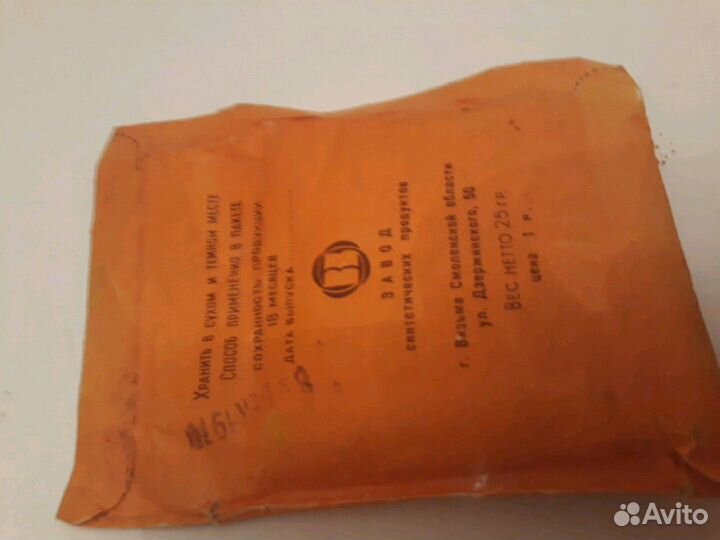 Хранить в сухом и темном месте
Способ применения в пакете
сохранность продукции
18 месяцев
дата выпуска
завод
синтетических продуктов
г. Вязьма Смоленской области
ул. Дзержинского, 50
Вес нетто 25 гр.
цена 1 р.
Avito